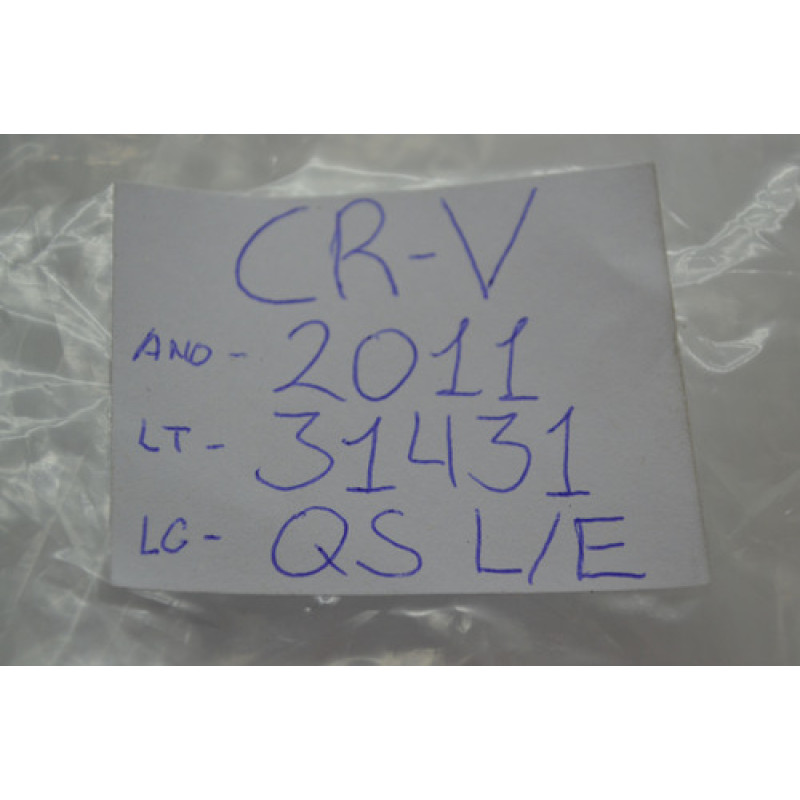 CR-V
ANO - 2011
LT - 31431
LC - QS L/E